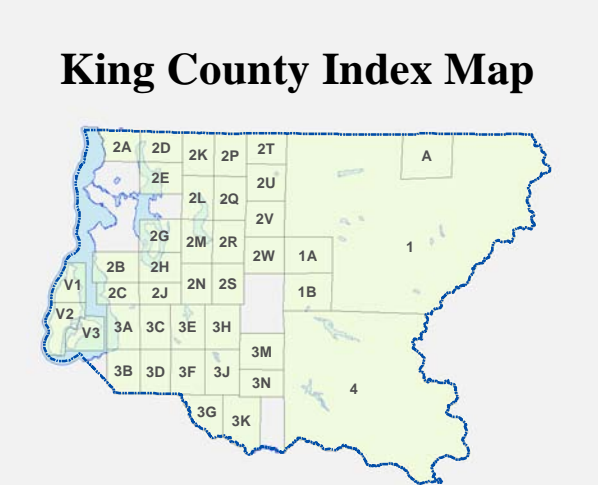 King County Index Map
2A 2D 2K 2P 2T A
2E 2U
2L 2Q
2V
2G 2M 2R 1
2W 1A
2B 2H
V1 2C 2J 2N 2S 1B
V2
V3 3A 3C 3E 3H
3M
3B 3D 3F 3J
3N 4
3G 3K